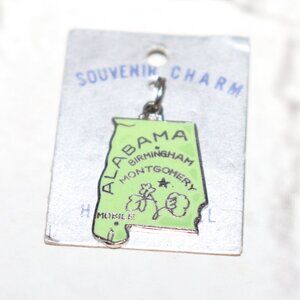 SOUVENIR CHARM
ALABAMA
BIRMINGHAM
MONTGOMERY
MOBILE